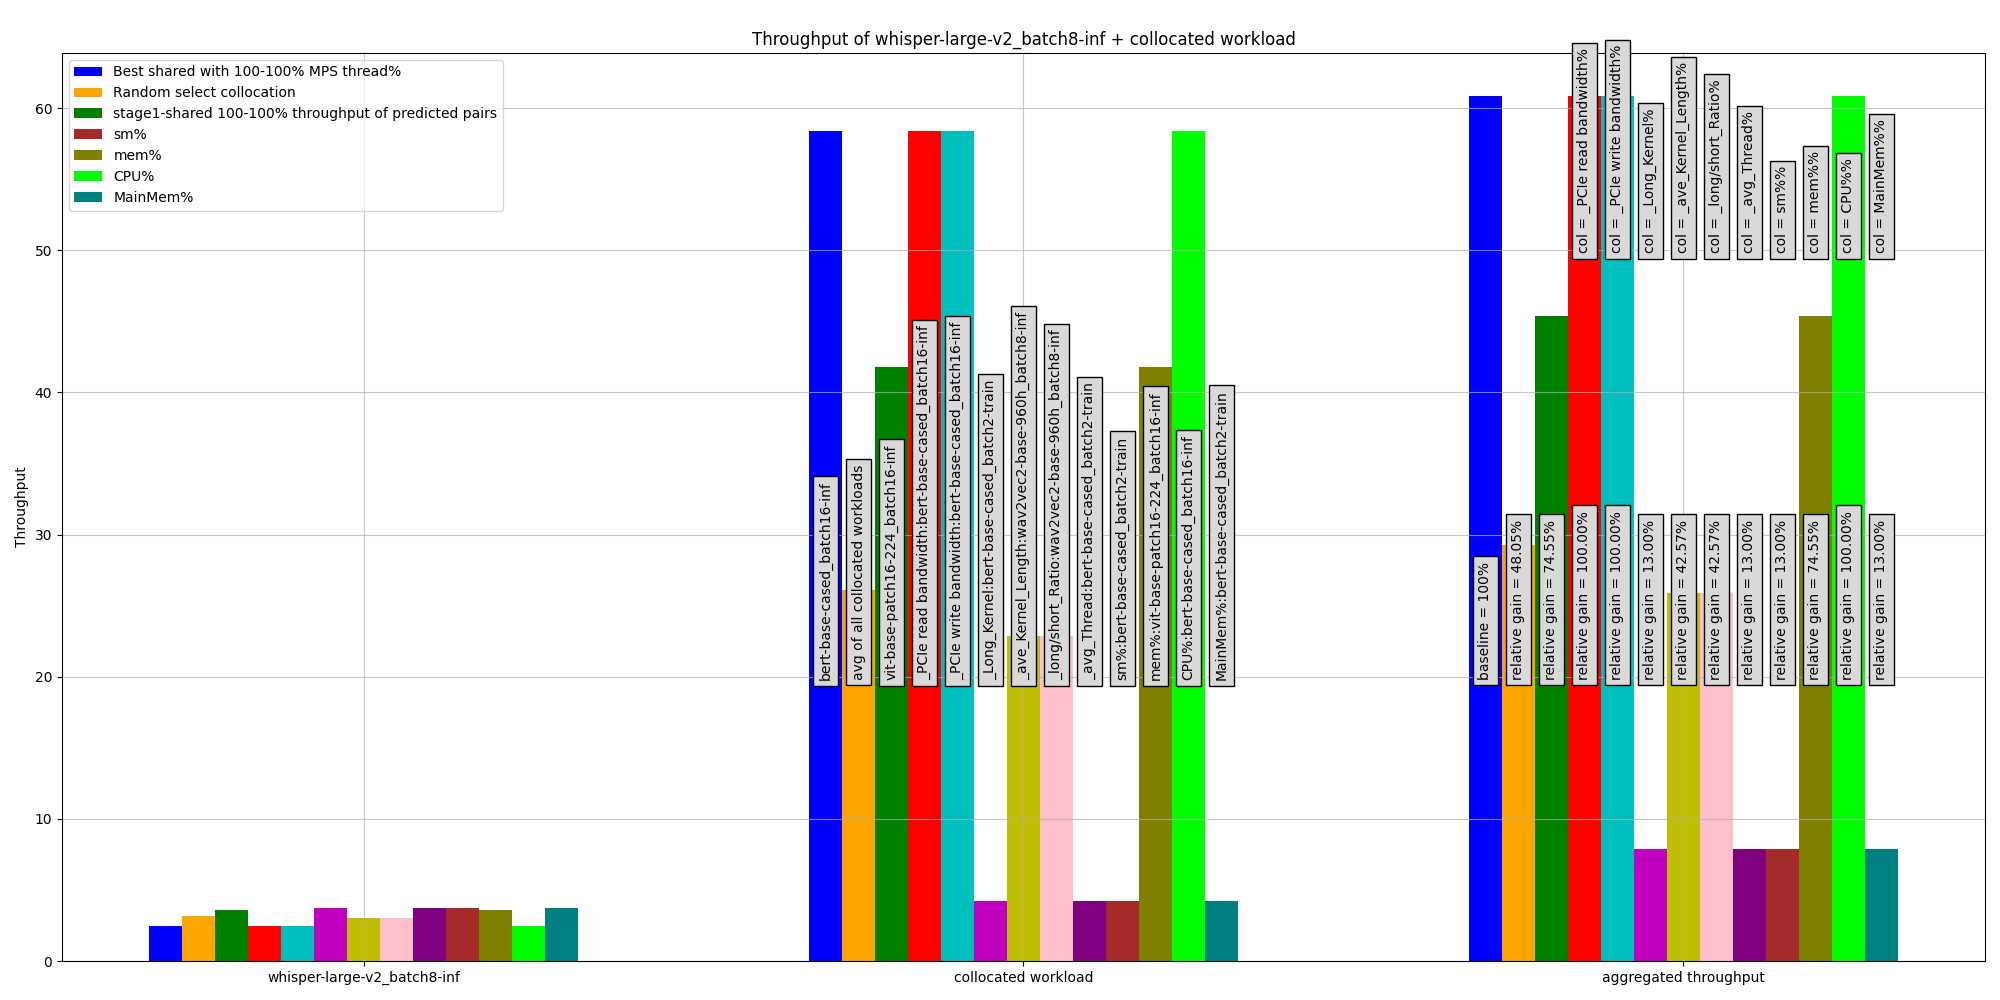 Throughput of whisper-large-v2_batch8-inf + collocated workload
Best shared with 100-100% MPS thread%
Random select collocation
stage1-shared 100-100% throughput of predicted pairs
sm%
mem%
CPU%
MainMem%
Throughput
60
50
40
30
20
10
0
bert-base-cased_batch16-inf
avg of all collocated workloads
vit-base-patch16-224_batch16-inf
_PCIe read bandwidth:bert-base-cased_batch16-inf
_PCIe write bandwidth:bert-base-cased_batch16-inf
_Long_Kernel:bert-base-cased_batch2-train
_ave_Kernel_Length:wav2vec2-base-960h_batch8-inf
_long/short_Ratio:wav2vec2-base-960h_batch8-inf
_avg_Thread:bert-base-cased_batch2-train
sm%:bert-base-cased_batch2-train
mem%:vit-base-patch16-224_batch16-inf
CPU%:bert-base-cased_batch16-inf
MainMem%:bert-base-cased_batch2-train
col = _PCIe read bandwidth%
col = _PCIe write bandwidth%
col = _Long_Kernel%
col = _ave_Kernel_Length%
col = _long/short_Ratio%
col = _avg_Thread%
col = sm%%
col = mem%%
col = CPU%%
col = MainMem%%
baseline = 100%
relative gain = 48.05%
relative gain = 74.55%
relative gain = 100.00%
relative gain = 100.00%
relative gain = 13.00%
relative gain = 42.57%
relative gain = 42.57%
relative gain = 13.00%
relative gain = 13.00%
relative gain = 74.55%
relative gain = 100.00%
relative gain = 13.00%
whisper-large-v2_batch8-inf
collocated workload
aggregated throughput